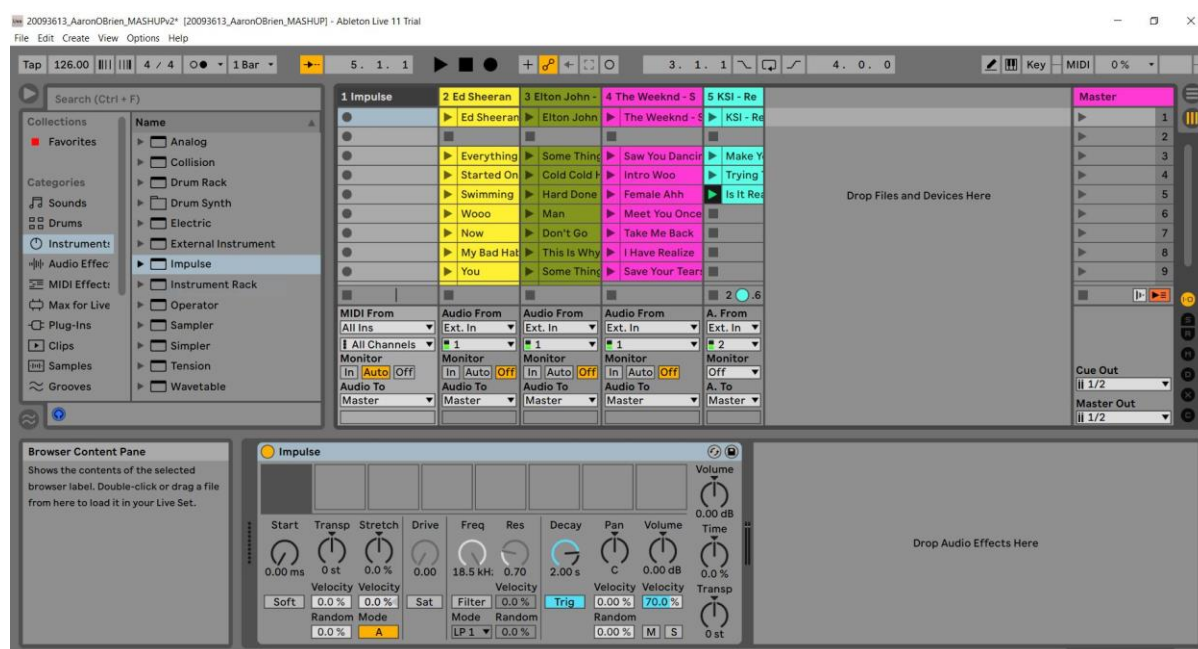 20093613_AaronOBrien_MASHUPv2* [20093613_AaronOBrien_MASHUP] - Ableton Live 11 Trial
File Edit Create View Options Help
Tap 126.00 4 / 4 1 Bar 5. 1. 1 3. 1. 1 4. 0. 0 Key MIDI 0 %
Search (Ctrl + F)
Collections
Favorites
Categories
Sounds
Drums
Instruments
Audio Effec
MIDI Effects
Max for Live
Plug-Ins
Clips
Samples
Grooves
Name
Analog
Collision
Drum Rack
Drum Synth
Electric
External Instrument
Impulse
Instrument Rack
Operator
Sampler
Simpler
Tension
Wavetable
1 Impulse 2 Ed Sheeran 3 Elton John - 4 The Weeknd - S 5 KSI - Re Master
Ed Sheeran Elton John The Weeknd - S KSI - Re 1
2
Everything Some Thing Saw You Dancin Make Y 3
Started On Cold Cold H Intro Woo Trying T 4
Swimming Hard Done Female Ahh Is It Rea 5
Wooo Man Meet You Once 6
Now Don't Go Take Me Back 7
My Bad Hab This Is Why I Have Realize 8
You Some Thing Save Your Tears 9
Drop Files and Devices Here
2 .6
MIDI From Audio From Audio From Audio From A. From
All Ins Ext. In Ext. In Ext. In Ext. In
All Channels 1 1 1 2
Monitor Monitor Monitor Monitor Monitor
In Auto Off In Auto Off In Auto Off In Auto Off Off
Audio To Audio To Audio To Audio To A. To
Master Master Master Master Master
Cue Out
1/2
Master Out
1/2
Browser Content Pane
Shows the contents of the selected
browser label. Double-click or drag a file
from here to load it in your Live Set.
Impulse
Volume
0.00 dB
Start Transp Stretch Drive Freq Res Decay Pan Volume Time
0.00 ms 0 st 0.0 % 0.00 18.5 kHz 0.70 2.00 s C 0.00 dB 0.0 %
Velocity Velocity Velocity Velocity Velocity Transp
Soft 0.0 % 0.0 % Sat Filter 0.0 % Trig 0.00 % 70.0 %
Random Mode Mode Random Random
0.0 % A LP 1 0.0 % 0.00 % M S 0 st
Drop Audio Effects Here